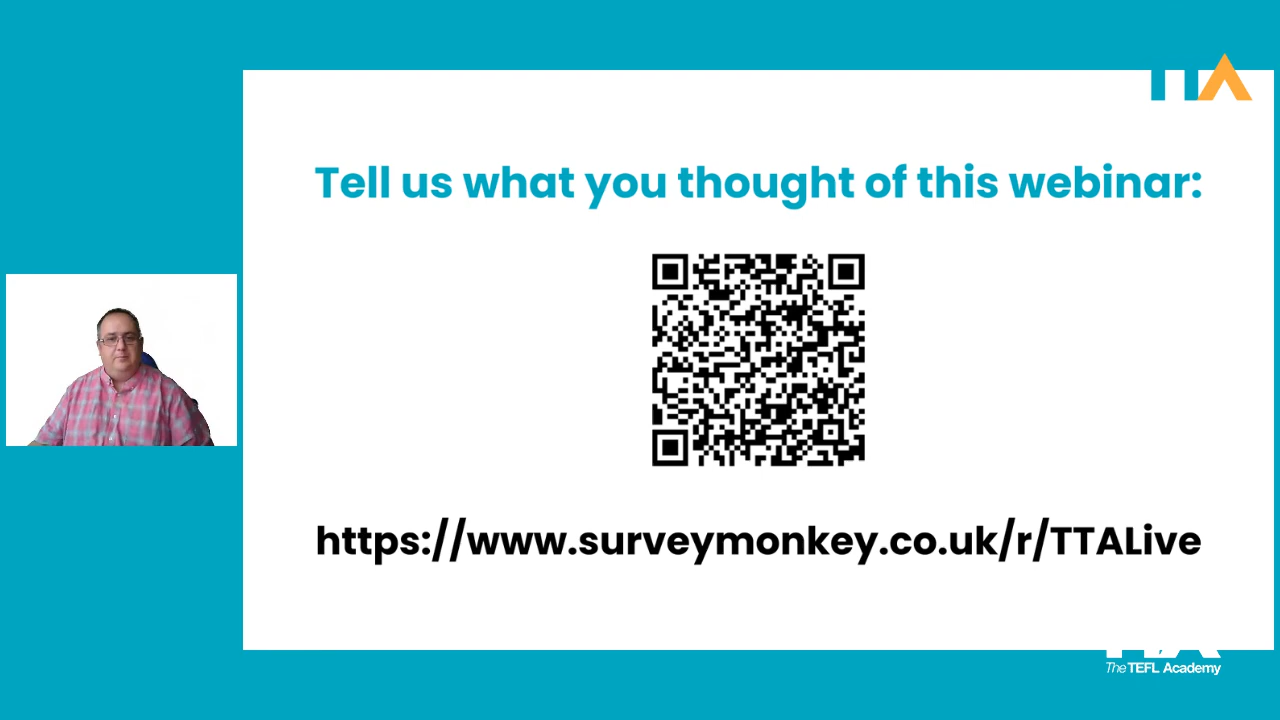 TTA
Tell us what you thought of this webinar:
https://www.surveymonkey.co.uk/r/TTALive
The TEFL Academy